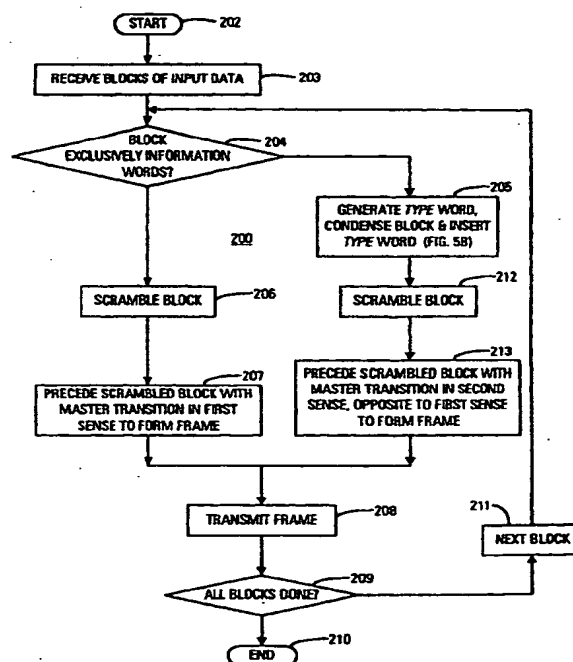 START
202
RECEIVE BLOCKS OF INPUT DATA
203
BLOCK
EXCLUSIVELY INFORMATION
WORDS?
204
205
GENERATE TYPE WORD,
CONDENSE BLOCK & INSERT
TYPE WORD (FIG. 5B)
200
SCRAMBLE BLOCK
206
SCRAMBLE BLOCK
212
207
PRECEDE SCRAMBLED BLOCK WITH
MASTER TRANSITION IN FIRST
SENSE TO FORM FRAME
213
PRECEDE SCRAMBLED BLOCK WITH
MASTER TRANSITION IN SECOND
SENSE, OPPOSITE TO FIRST SENSE
TO FORM FRAME
TRANSMIT FRAME
208
211
NEXT BLOCK
ALL BLOCKS DONE?
209
END
210